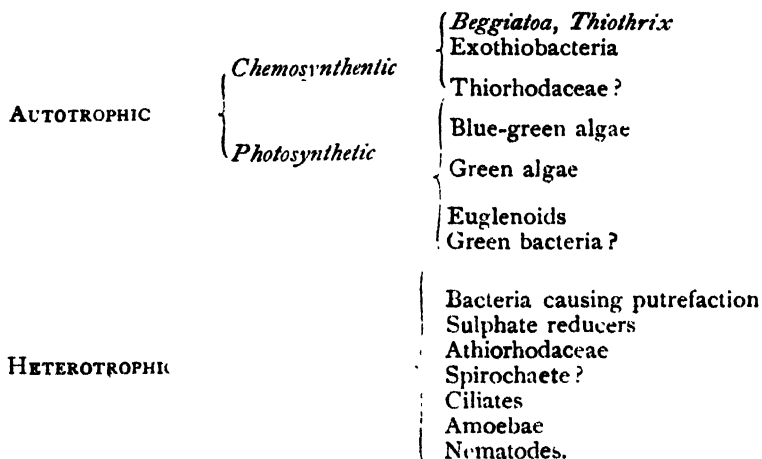 Beggiatoa, Thiothrix
Chemosynthentic
Exothiobacteria
Thiorhodaceae ?
AUTOTROPHIC
Photosynthetic
Blue-green algae
Green algae
Euglenoids
Green bacteria ?
HETEROTROPHIC
Bacteria causing putrefaction
Sulphate reducers
Athiorhodaceae
Spirochaete ?
Ciliates
Amoebae
Nematodes.